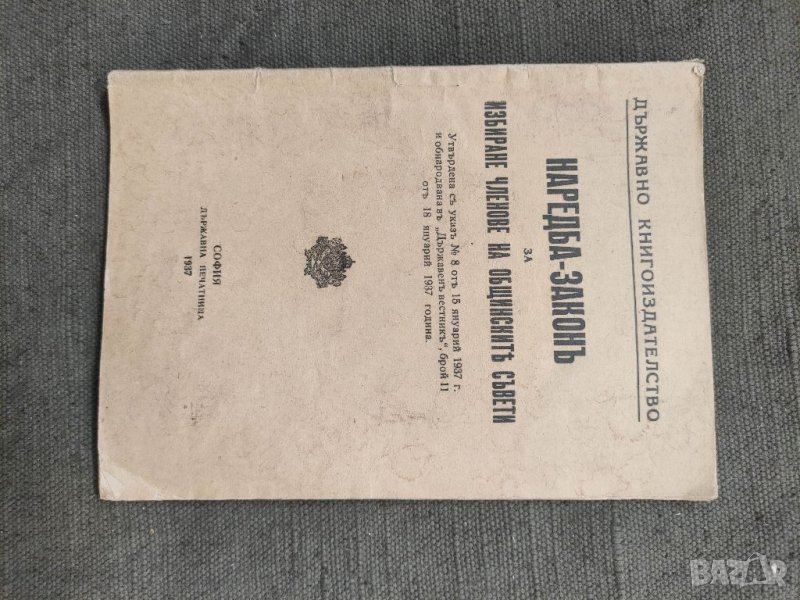 ДЪРЖАВНО КНИГОИЗДАТЕЛСТВО
НАРЕДБА-ЗАКОНЪ
ЗА
ИЗБИРАНЕ ЧЛЕНОВЕ НА ОБЩИНСКИТѢ СЪВЕТИ
Утвърдена съ указъ № 8 отъ 15 януарий 1937 г.
и обнародвана въ „Държавенъ вестникъ", брой 11
отъ 18 януарий 1937 година.
СОФИЯ
ДЪРЖАВНА ПЕЧАТНИЦА
1937
BAZAR